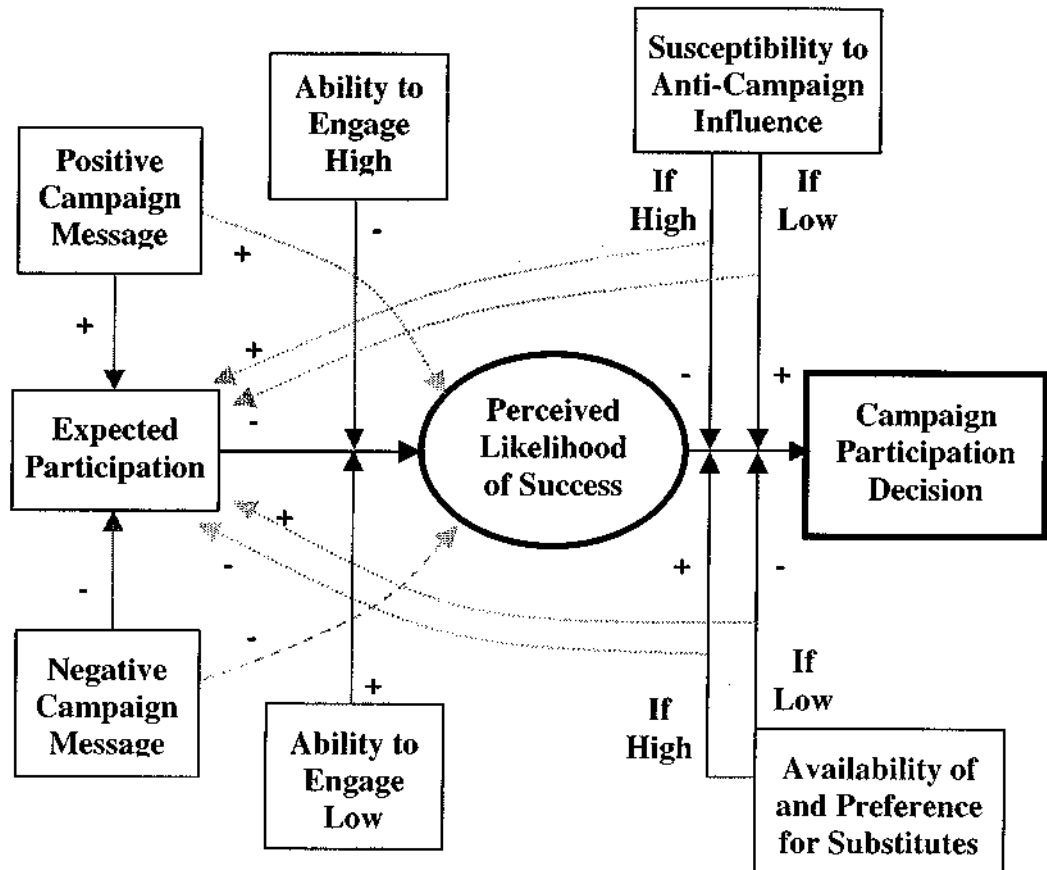 Susceptibility to
Anti-Campaign
Influence
Ability to
Engage
High
Positive
Campaign
Message
If
High
If
Low
-
+
+
+
-
-
+
Expected
Participation
Perceived
Likelihood
of Success
Campaign
Participation
Decision
+
-
+
-
-
-
Negative
Campaign
Message
+
Ability to
Engage
Low
If
High
If
Low
Availability of
and Preference
for Substitutes